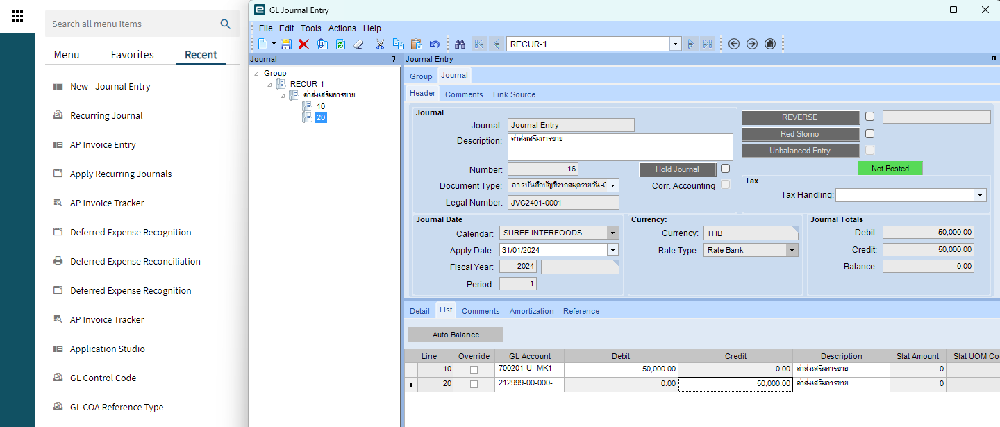 Search all menu items
Menu Favorites Recent
New - Journal Entry
Recurring Journal
AP Invoice Entry
Apply Recurring Journals
AP Invoice Tracker
Deferred Expense Recognition
Deferred Expense Reconciliation
Deferred Expense Recognition
AP Invoice Tracker
Application Studio
GL Control Code
GL COA Reference Type
GL Journal Entry
File Edit Tools Actions Help
RECUR-1
Journal
Group
RECUR-1
ค่าส่งเสริมการขาย
10
20
Journal Entry
Group Journal
Header Comments Link Source
Journal
Journal: Journal Entry
Description: ค่าส่งเสริมการขาย
Number: 16
Hold Journal
Document Type: การบันทึกบัญชีจากสมุดรายวัน-C
Corr. Accounting
Legal Number: JVC2401-0001
REVERSE
Red Storno
Unbalanced Entry
Not Posted
Tax
Tax Handling:
Journal Date
Calendar: SUREE INTERFOODS
Apply Date: 31/01/2024
Fiscal Year: 2024
Period: 1
Currency:
Currency: THB
Rate Type: Rate Bank
Journal Totals
Debit: 50,000.00
Credit: 50,000.00
Balance: 0.00
Detail List Comments Amortization Reference
Auto Balance
Line Override GL Account Debit Credit Description Stat Amount Stat UOM Co
10 700201-U -MK1- 50,000.00 0.00 ค่าส่งเสริมการขาย 0
20 212999-00-000- 0.00 50,000.00 ค่าส่งเสริมการขาย 0